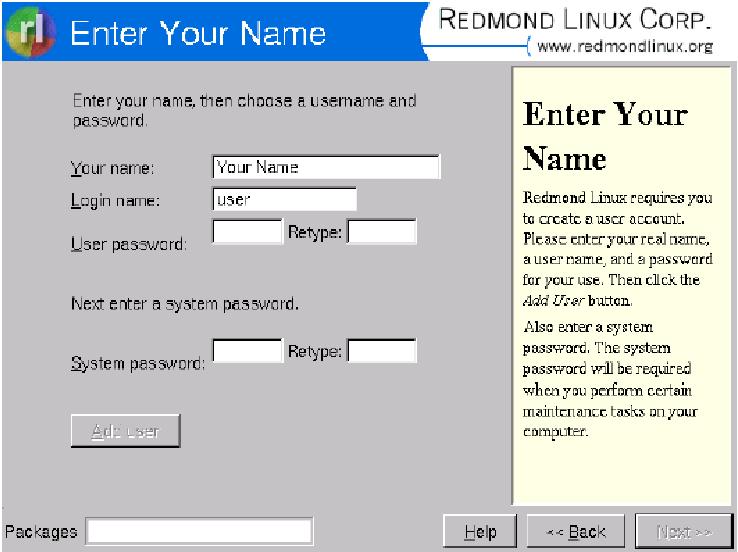 rl
Enter Your Name
REDMOND LINUX CORP.
www.redmondlinux.org
Enter your name, then choose a username and
password.
Your name:
Your Name
Login name:
user
User password:
Retype:
Next enter a system password.
System password:
Retype:
Add user
Enter Your
Name
Redmond Linux requires you
to create a user account.
Please enter your real name,
a user name, and a password
for your use. Then click the
Add User button.
Also enter a system
password. The system
password will be required
when you perform certain
maintenance tasks on your
computer.
Packages
Help
<< Back
Next >>